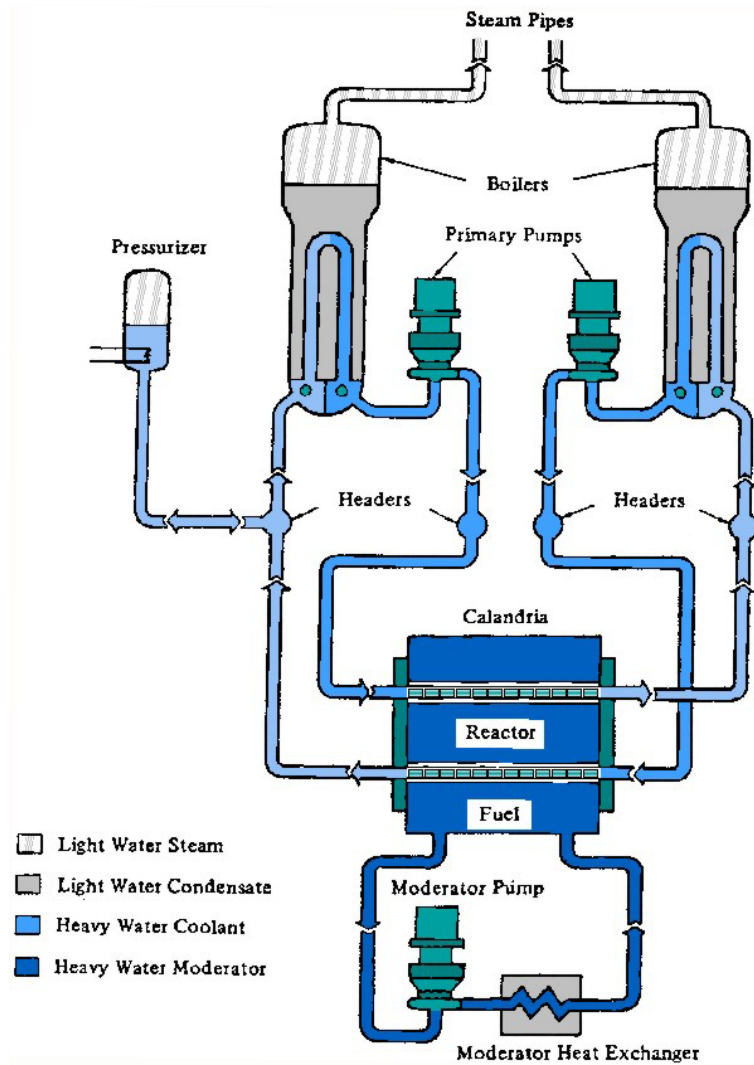 Steam Pipes
Boilers
Pressurizer
Primary Pumps
Headers
Headers
Calandria
Reactor
Fuel
Light Water Steam
Light Water Condensate
Heavy Water Coolant
Heavy Water Moderator
Moderator Pump
Moderator Heat Exchanger